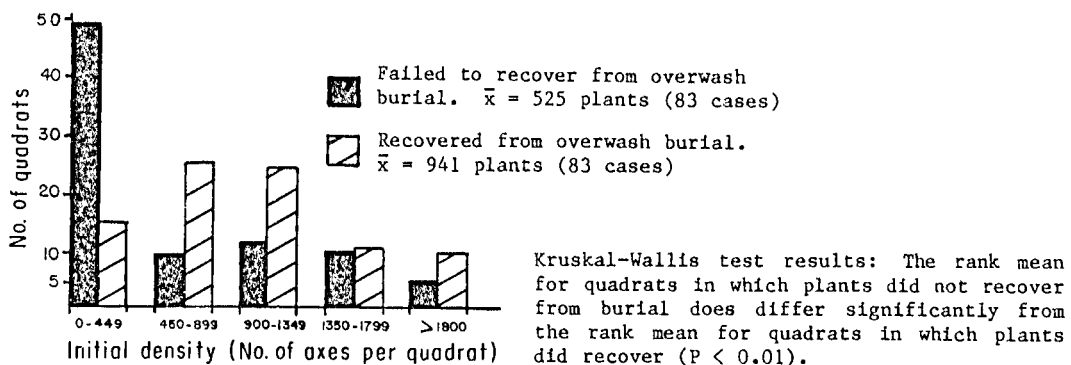 50
40
30
20
10
5
No. of quadrats
Failed to recover from overwash
burial. x̄ = 525 plants (83 cases)
Recovered from overwash burial.
x̄ = 941 plants (83 cases)
0-449 450-899 900-1349 1350-1799 >1800
Initial density (No. of axes per quadrat)
Kruskal-Wallis test results: The rank mean
for quadrats in which plants did not recover
from burial does differ significantly from
the rank mean for quadrats in which plants
did recover (P < 0.01).